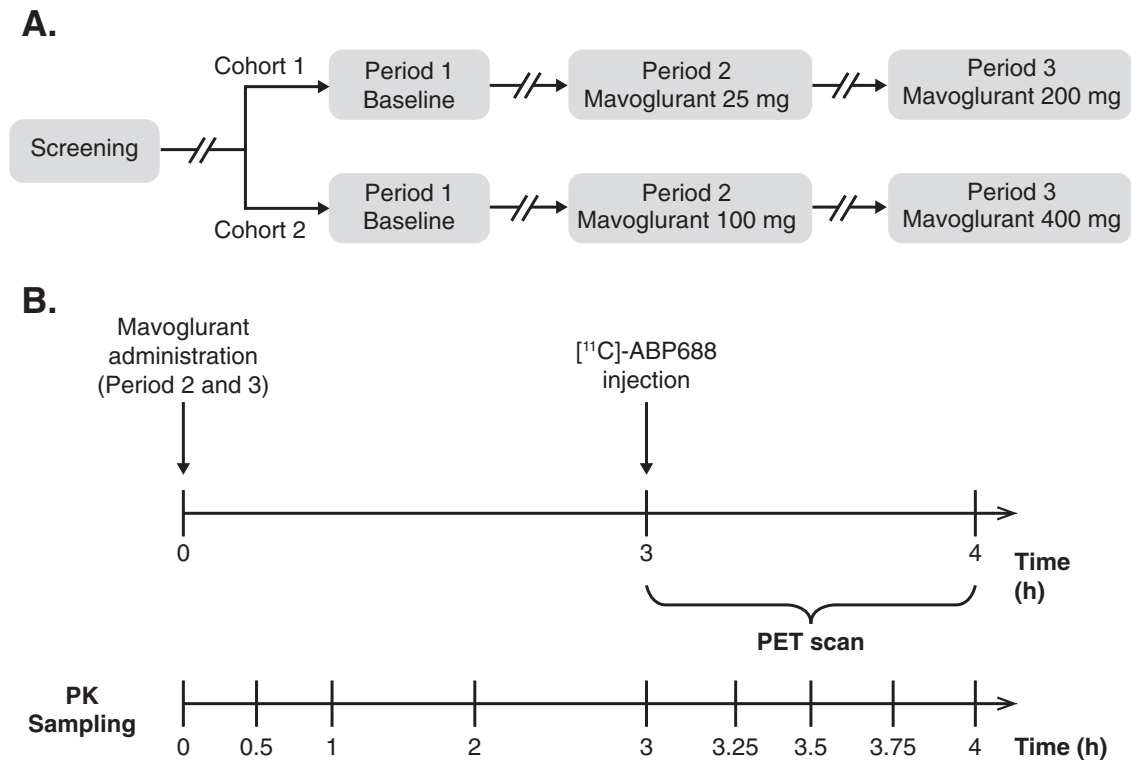 A.
Screening
Cohort 1
Period 1
Baseline
Period 2
Mavoglurant 25 mg
Period 3
Mavoglurant 200 mg
Cohort 2
Period 1
Baseline
Period 2
Mavoglurant 100 mg
Period 3
Mavoglurant 400 mg
B.
Mavoglurant
administration
(Period 2 and 3)
[¹¹C]-ABP688
injection
0 3 4 Time
(h)
PET scan
PK
Sampling
0 0.5 1 2 3 3.25 3.5 3.75 4 Time (h)